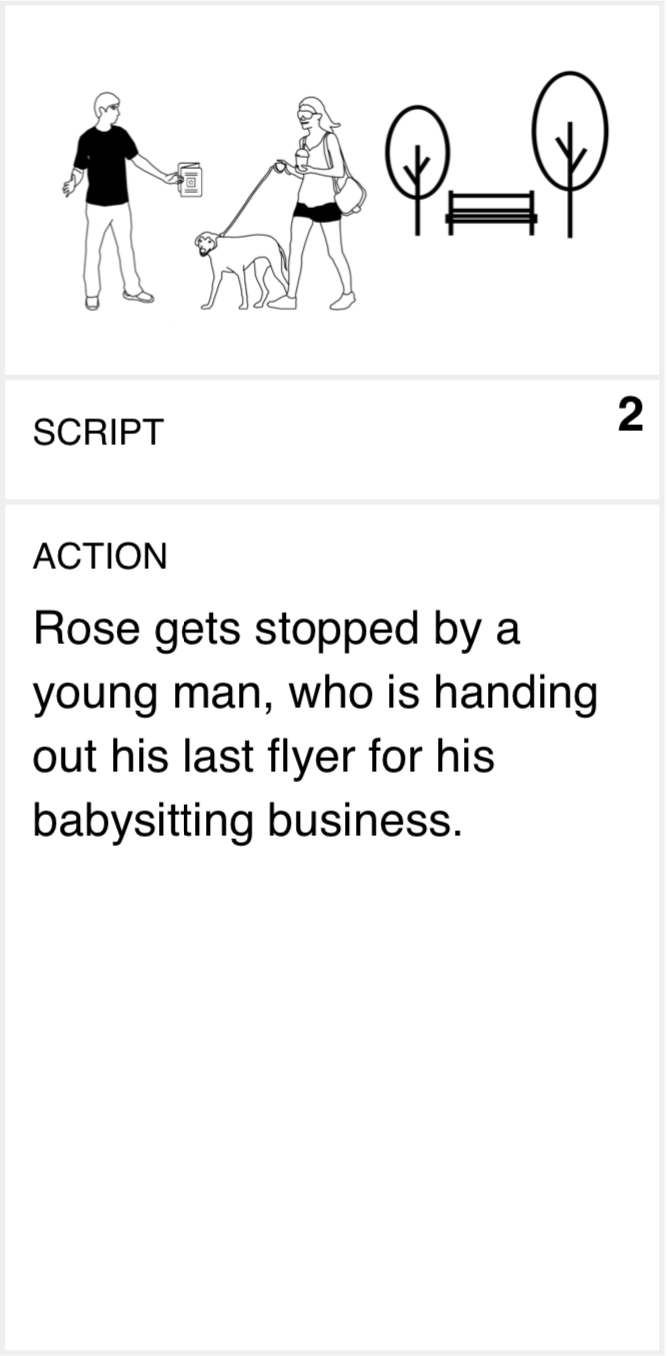 SCRIPT
2
ACTION
Rose gets stopped by a
young man, who is handing
out his last flyer for his
babysitting business.